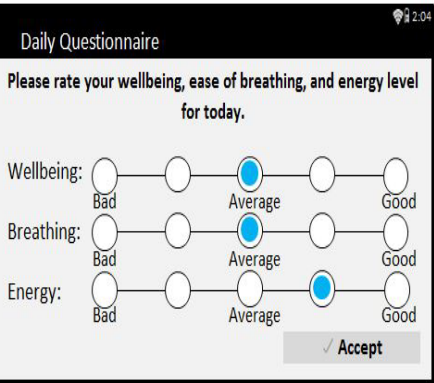 2:04
Daily Questionnaire
Please rate your wellbeing, ease of breathing, and energy level
for today.
Wellbeing:
Bad Average Good
Breathing:
Bad Average Good
Energy:
Bad Average Good
✓ Accept